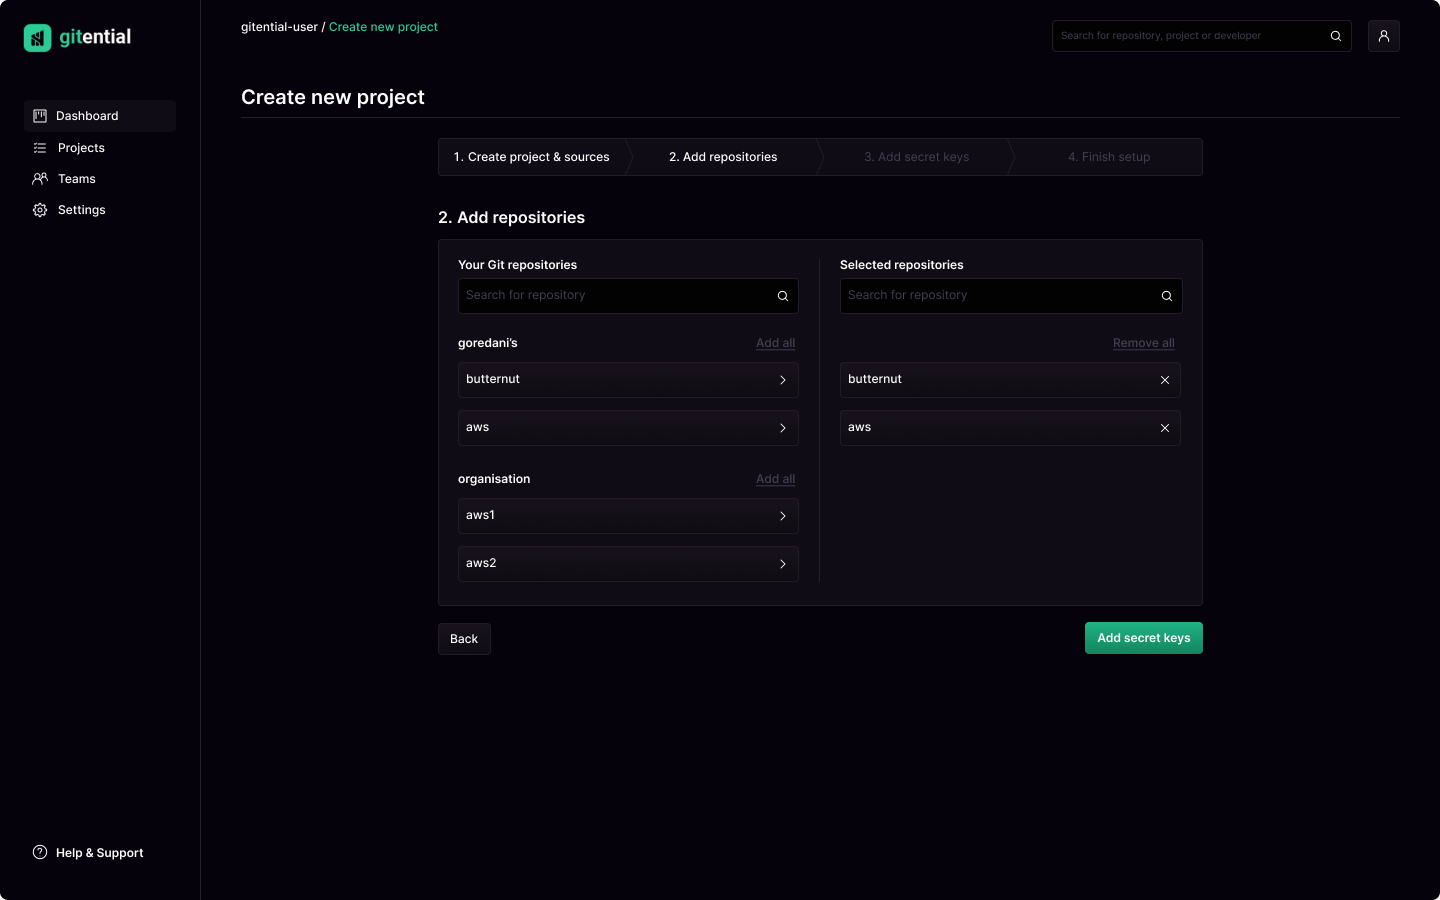 gitential
Dashboard
Projects
Teams
Settings
Help & Support
gitential-user / Create new project
Search for repository, project or developer
Create new project
1. Create project & sources
2. Add repositories
3. Add secret keys
4. Finish setup
2. Add repositories
Your Git repositories
Search for repository
goredani's
Add all
butternut
aws
organisation
Add all
aws1
aws2
Selected repositories
Search for repository
Remove all
butternut
aws
Back
Add secret keys